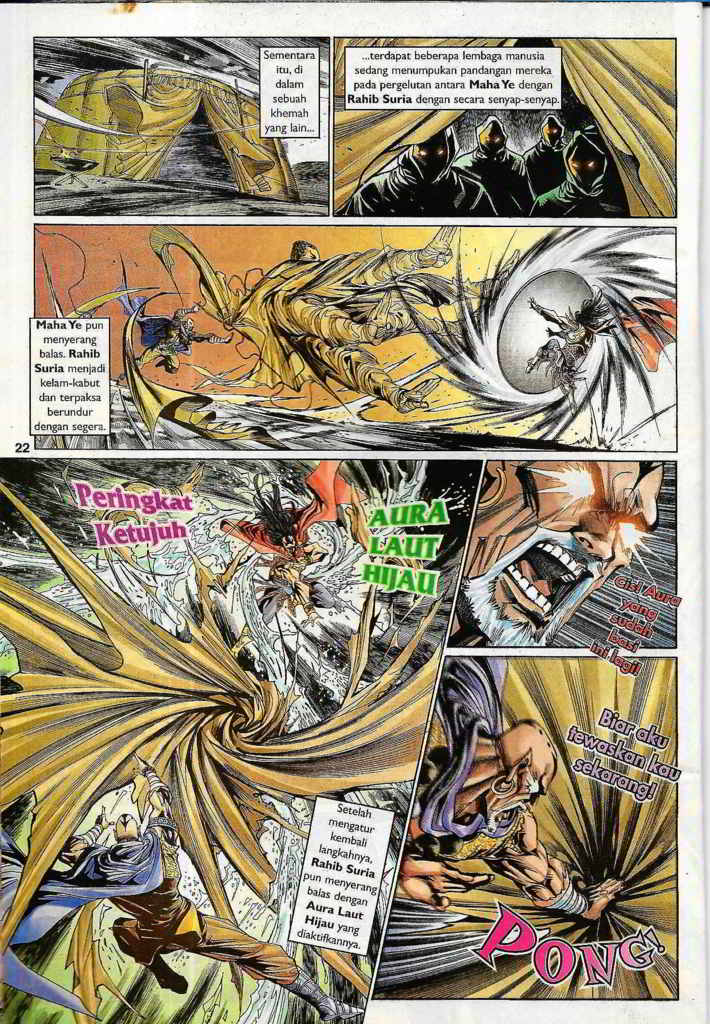 Sementara
itu, di
dalam
sebuah
khemah
yang lain...
...terdapat beberapa lembaga manusia
sedang menumpukan pandangan mereka
pada pergelutan antara Maha Ye dengan
Rahib Suria dengan secara senyap-senyap.
Maha Ye pun
menyerang
balas. Rahib
Suria menjadi
kelam-kabut
dan terpaksa
berundur
dengan segera.
22
Peringkat
Ketujuh
AURA
LAUT
HIJAU
Cisi Aura
yang
sudah
basi
ini lagi!
Setelah
mengatur
kembali
langkahnya,
Rahib Suria
pun menyerang
balas dengan
Aura Laut
Hijau yang
diaktifkannya.
Biar aku
tewaskan kau
sekarang!
PONG!